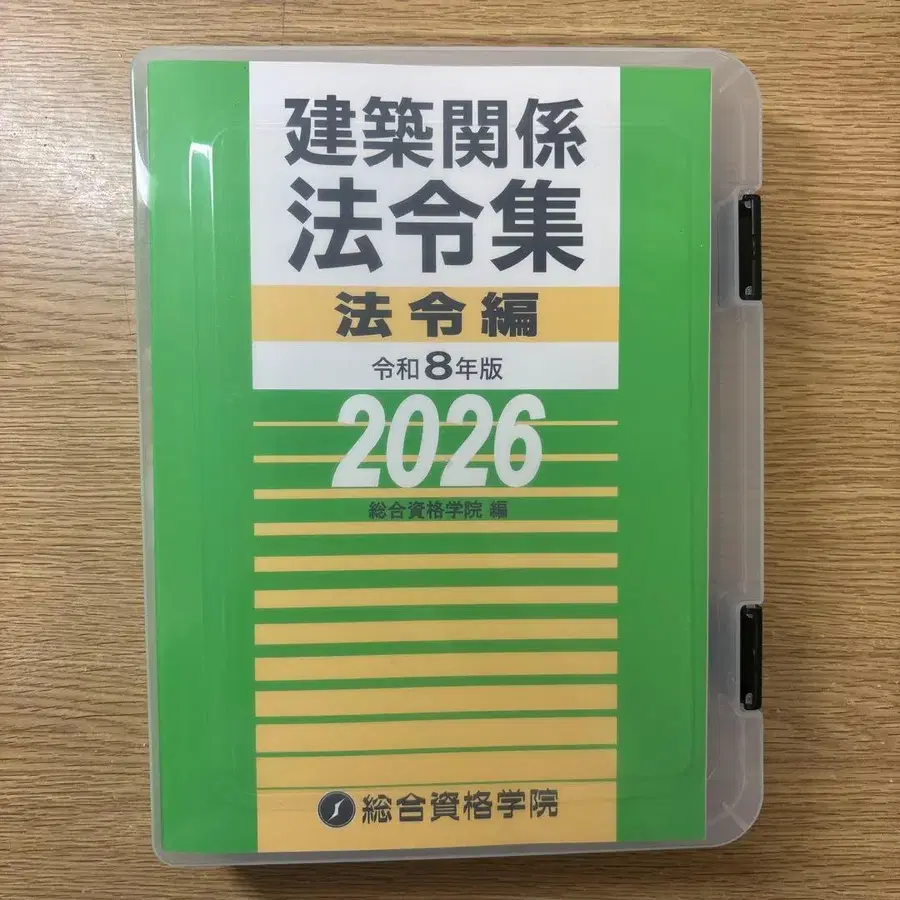 建築関係
法令集
法令編
令和8年版
2026
総合資格学院 編
総合資格学院